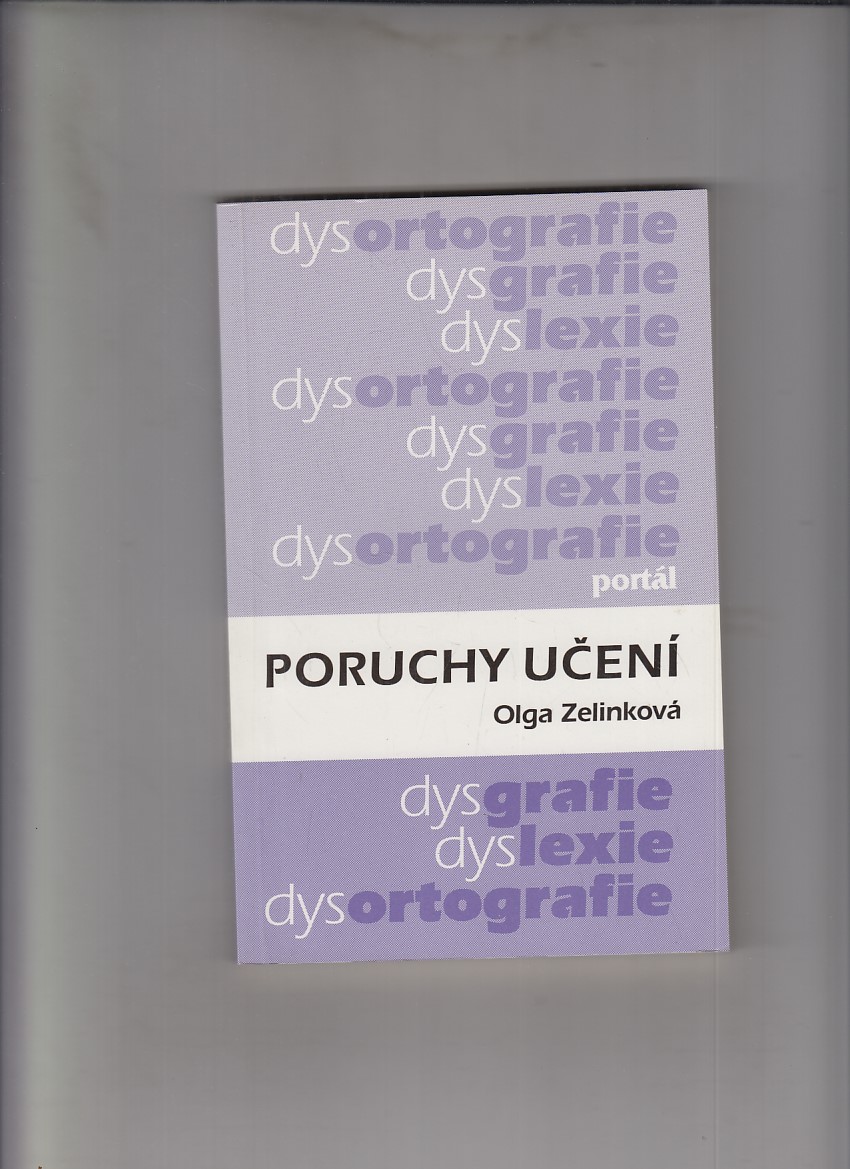 dysortografie
dysgrafie
dyslexie
dysortografie
dysgrafie
dyslexie
dysortografie
portál
PORUCHY UČENÍ
Olga Zelinková
dysgrafie
dyslexie
dysortografie